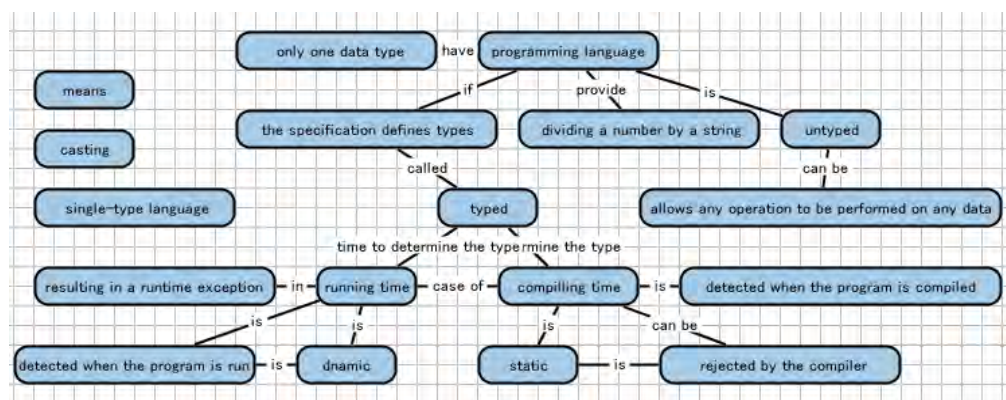 only one data type have programming language
means
if provide is
casting
the specification defines types dividing a number by a string untyped
called can be
single-type language typed allows any operation to be performed on any data
time to determine the type rmine the type
resulting in a runtime exception in running time case of compilling time is detected when the program is compiled
is is is can be
detected when the program is run is dnamic static is rejected by the compiler